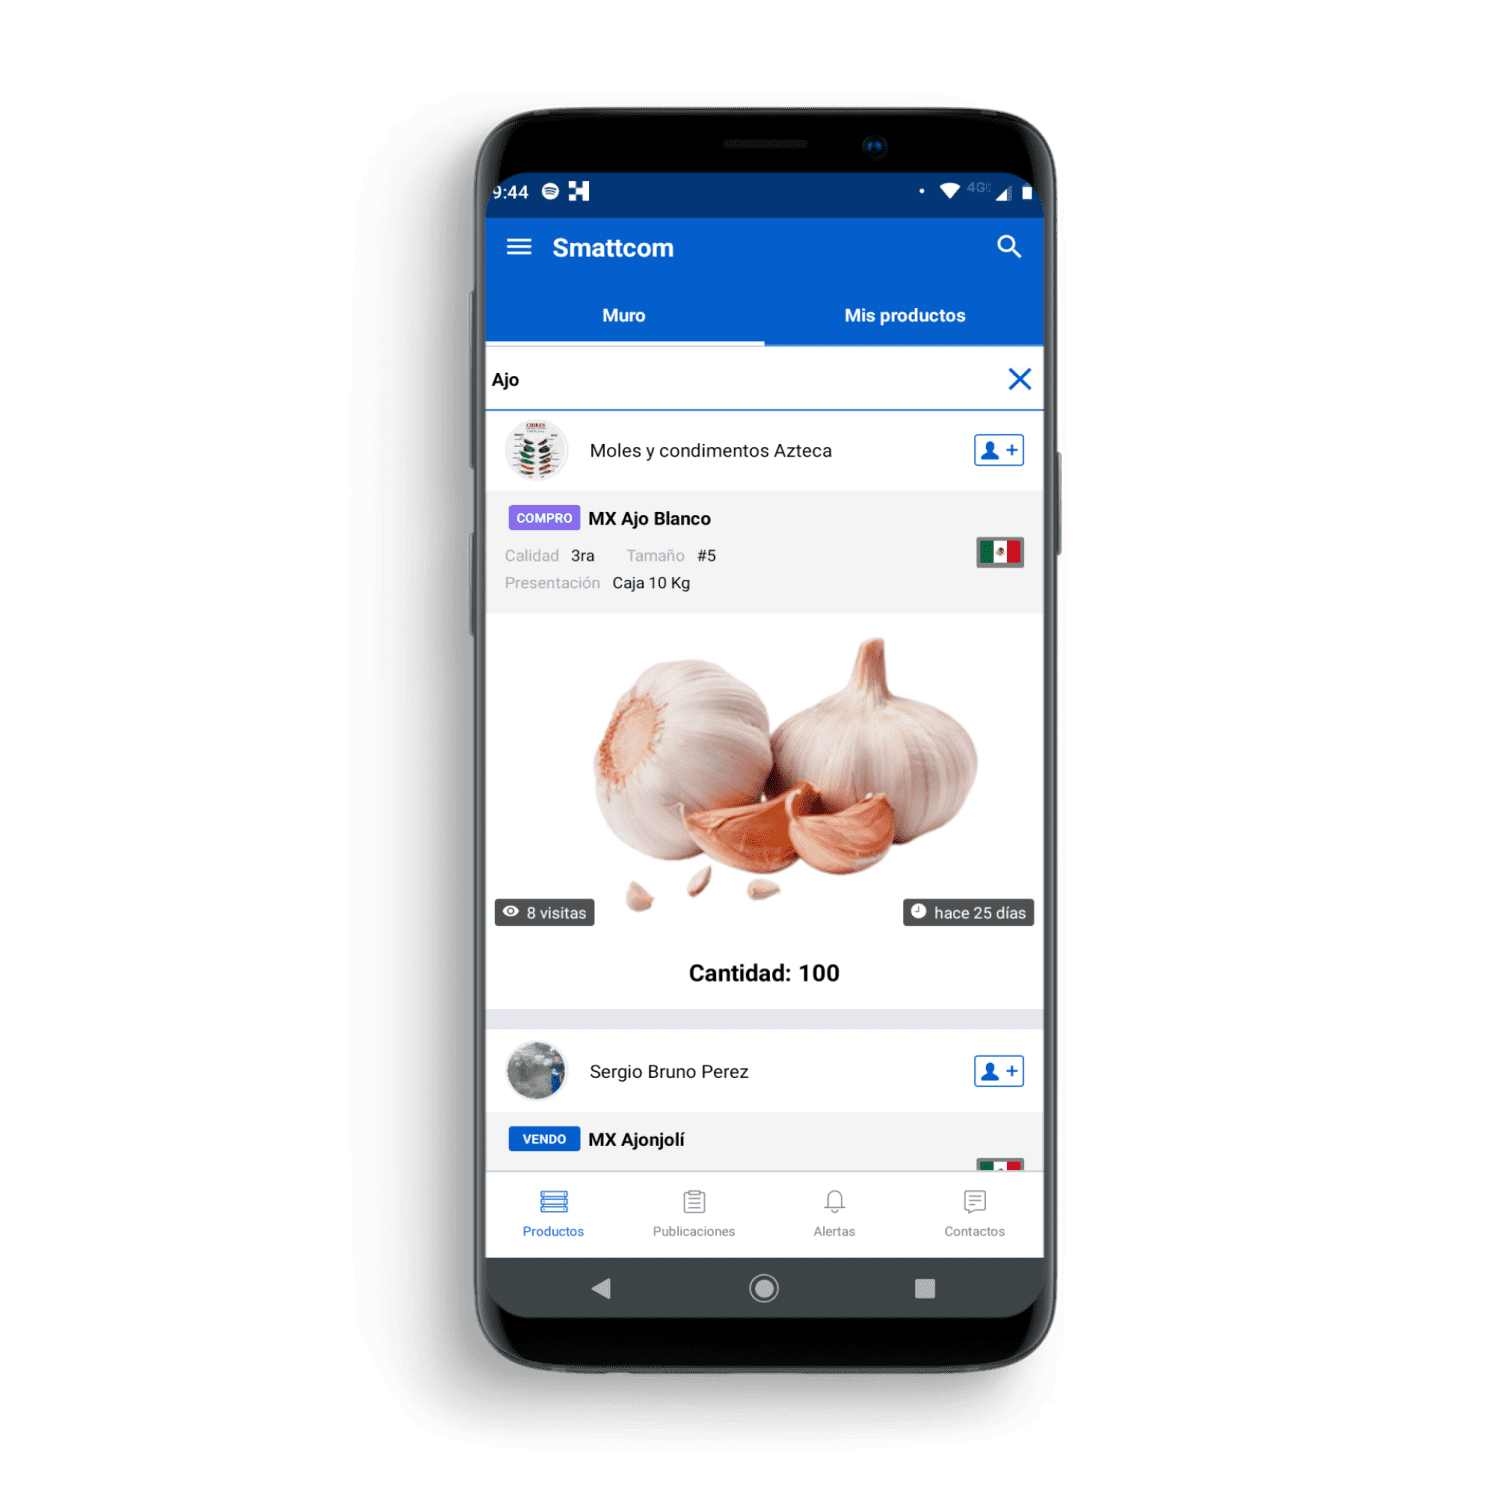 9:44
4G
Smattcom
Muro
Mis productos
Ajo
CHILES
Moles y condimentos Azteca
COMPRO MX Ajo Blanco
Calidad 3ra Tamaño #5
Presentación Caja 10 Kg
8 visitas
hace 25 días
Cantidad: 100
Sergio Bruno Perez
VENDO MX Ajonjolí
Productos
Publicaciones
Alertas
Contactos